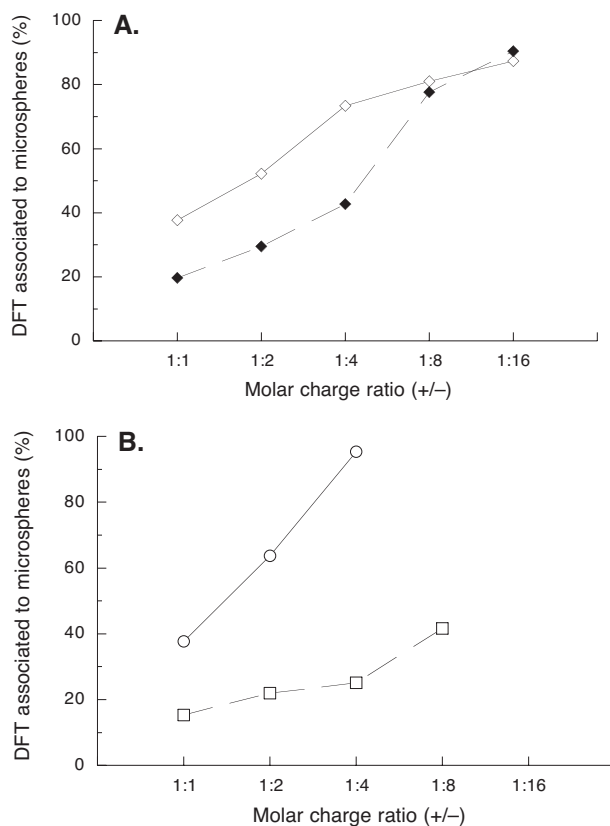 A.
DFT associated to microspheres (%)
100
80
60
40
20
0
1:1 1:2 1:4 1:8 1:16
Molar charge ratio (+/–)
B.
DFT associated to microspheres (%)
100
80
60
40
20
0
1:1 1:2 1:4 1:8 1:16
Molar charge ratio (+/–)